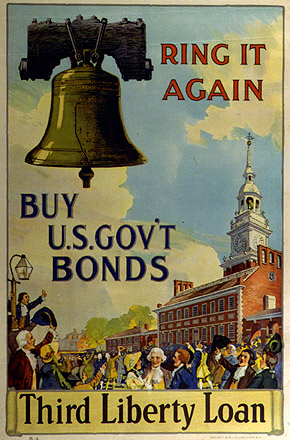 RING IT
AGAIN
BUY
U.S. GOV'T
BONDS
Third Liberty Loan